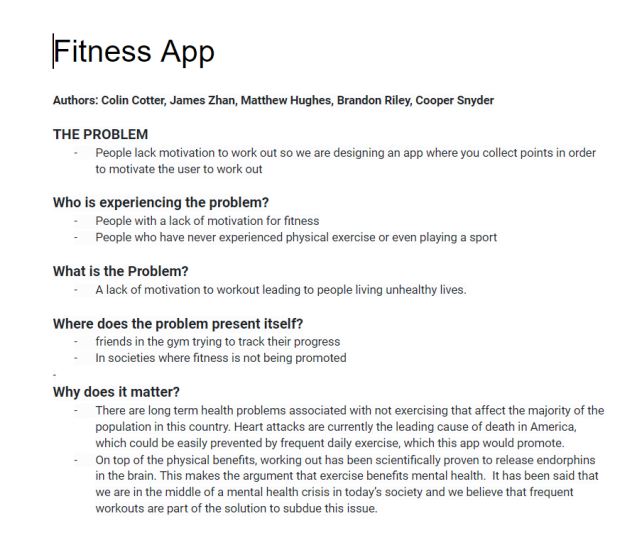 Fitness App
Authors: Colin Cotter, James Zhan, Matthew Hughes, Brandon Riley, Cooper Snyder
THE PROBLEM
- People lack motivation to work out so we are designing an app where you collect points in order
to motivate the user to work out
Who is experiencing the problem?
- People with a lack of motivation for fitness
- People who have never experienced physical exercise or even playing a sport
What is the Problem?
- A lack of motivation to workout leading to people living unhealthy lives.
Where does the problem present itself?
- friends in the gym trying to track their progress
- In societies where fitness is not being promoted
-
Why does it matter?
- There are long term health problems associated with not exercising that affect the majority of the
population in this country. Heart attacks are currently the leading cause of death in America,
which could be easily prevented by frequent daily exercise, which this app would promote.
- On top of the physical benefits, working out has been scientifically proven to release endorphins
in the brain. This makes the argument that exercise benefits mental health. It has been said that
we are in the middle of a mental health crisis in today's society and we believe that frequent
workouts are part of the solution to subdue this issue.